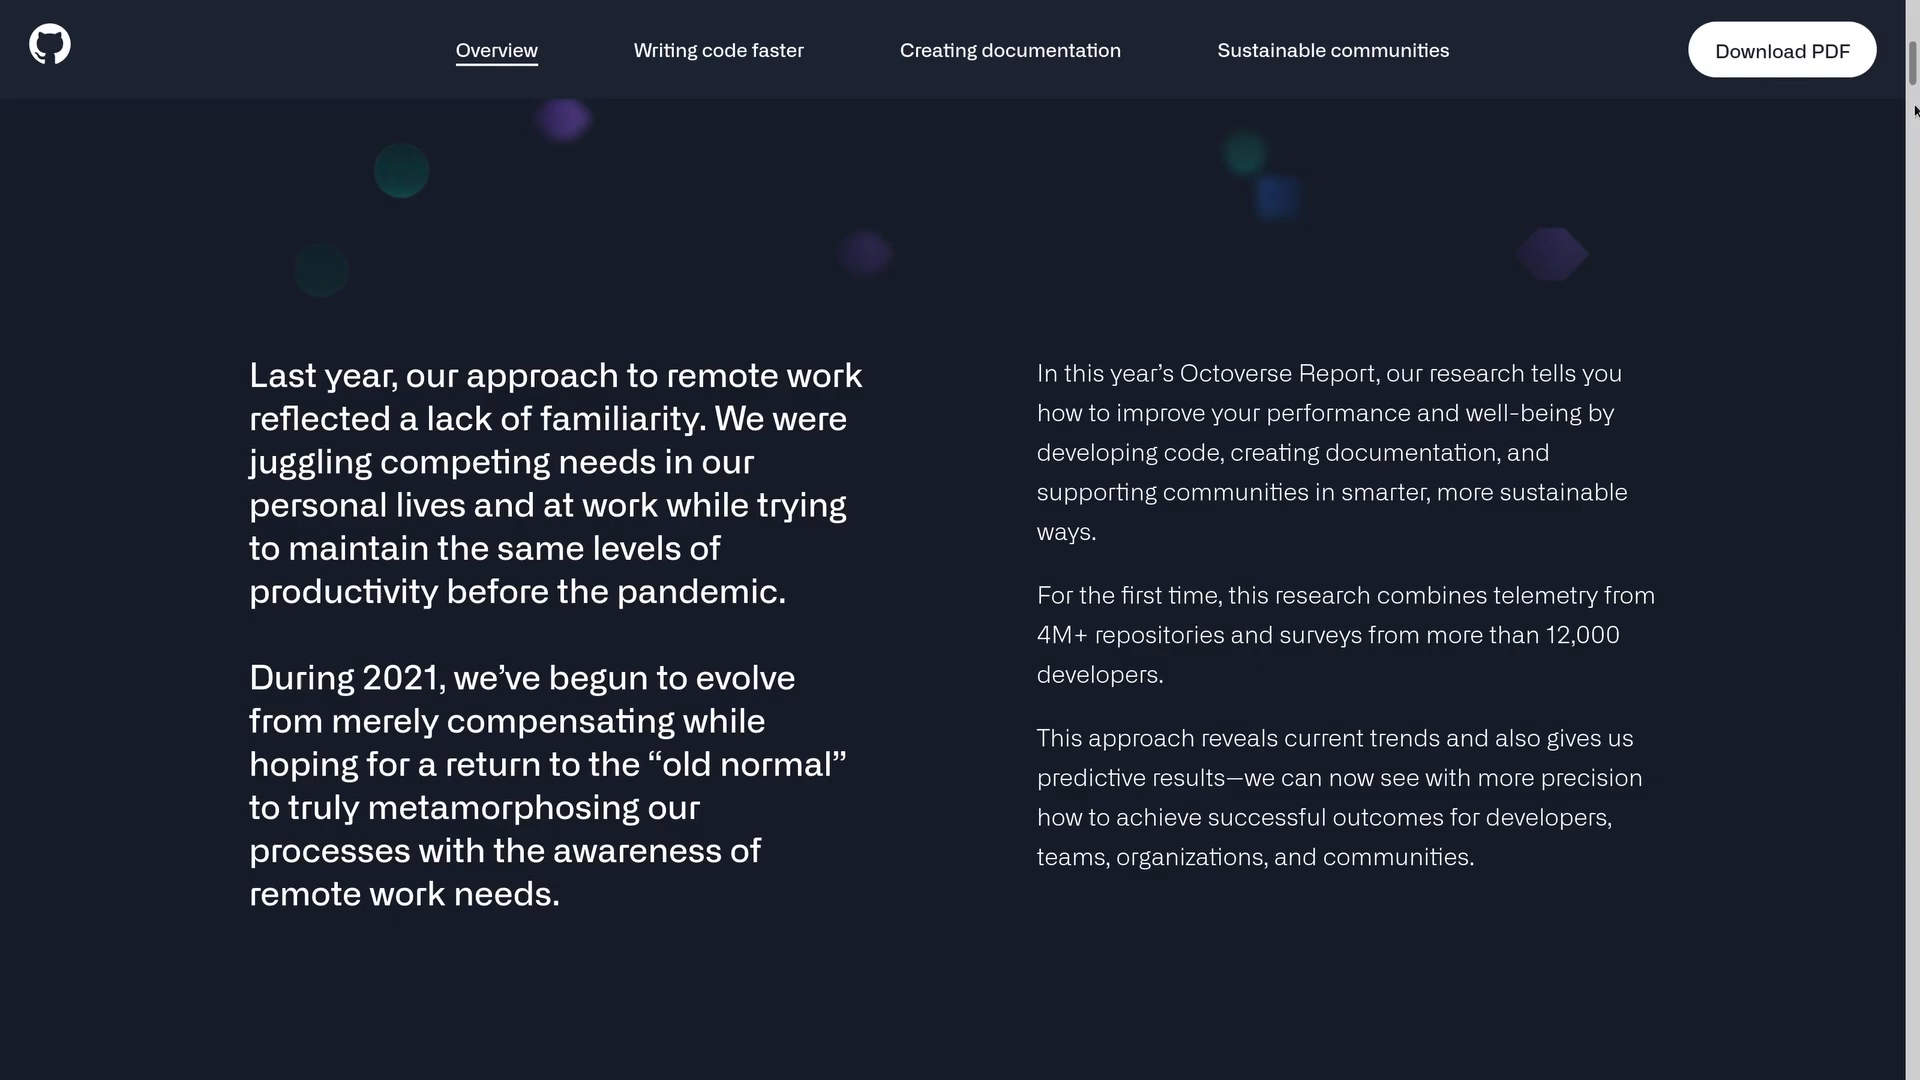 Overview
Writing code faster
Creating documentation
Sustainable communities
Download PDF
Last year, our approach to remote work
reflected a lack of familiarity. We were
juggling competing needs in our
personal lives and at work while trying
to maintain the same levels of
productivity before the pandemic.
During 2021, we’ve begun to evolve
from merely compensating while
hoping for a return to the “old normal”
to truly metamorphosing our
processes with the awareness of
remote work needs.
In this year’s Octoverse Report, our research tells you
how to improve your performance and well-being by
developing code, creating documentation, and
supporting communities in smarter, more sustainable
ways.
For the first time, this research combines telemetry from
4M+ repositories and surveys from more than 12,000
developers.
This approach reveals current trends and also gives us
predictive results—we can now see with more precision
how to achieve successful outcomes for developers,
teams, organizations, and communities.